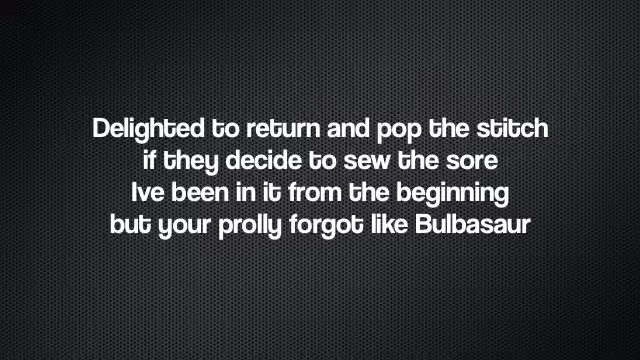 Delighted to return and pop the stitch
if they decide to sew the sore
Ive been in it from the beginning
but your prolly forgot like Bulbasaur